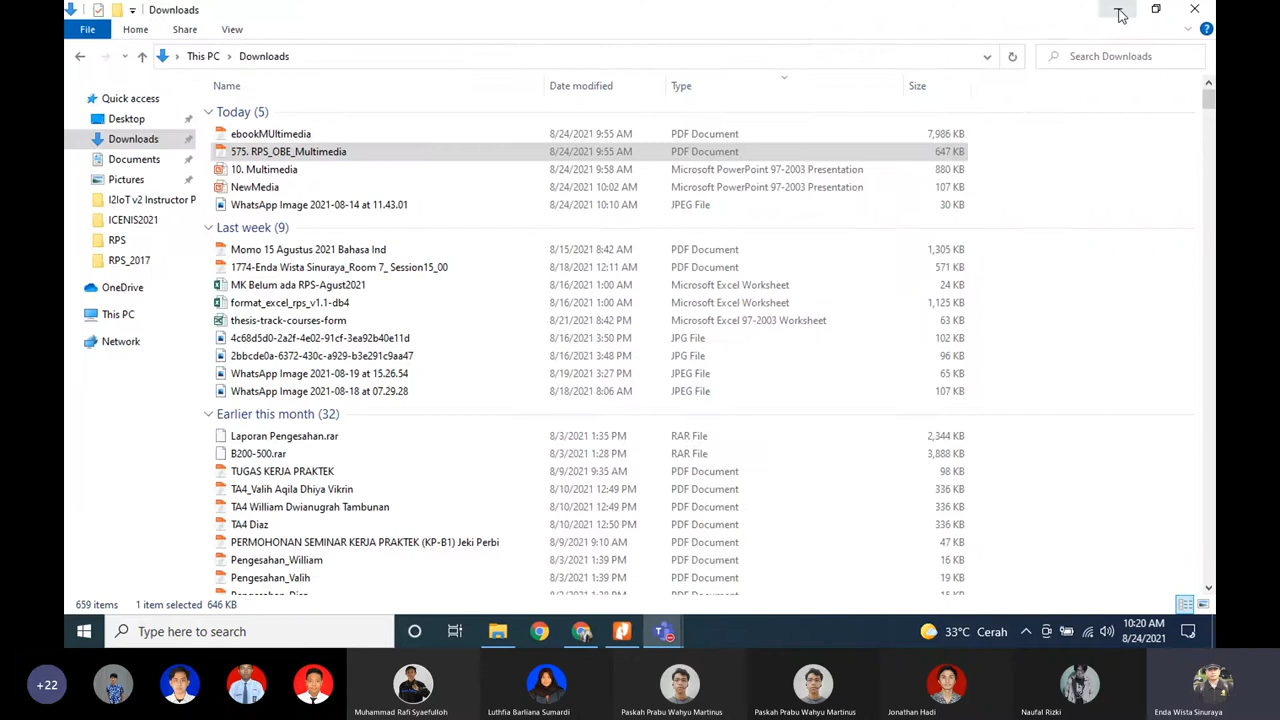 Downloads
File Home Share View
This PC > Downloads
Search Downloads
Name Date modified Type Size
Quick access
Desktop
Downloads
Documents
Pictures
I2IoT v2 Instructor P
ICENIS2021
RPS
RPS_2017
OneDrive
This PC
Network
Today (5)
ebookMUltimedia 8/24/2021 9:55 AM PDF Document 7,986 KB
575. RPS_OBE_Multimedia 8/24/2021 9:55 AM PDF Document 647 KB
10. Multimedia 8/24/2021 9:58 AM Microsoft PowerPoint 97-2003 Presentation 880 KB
NewMedia 8/24/2021 10:02 AM Microsoft PowerPoint 97-2003 Presentation 107 KB
WhatsApp Image 2021-08-14 at 11.43.01 8/24/2021 10:10 AM JPEG File 30 KB
Last week (9)
Momo 15 Agustus 2021 Bahasa Ind 8/15/2021 8:42 AM PDF Document 1,305 KB
1774-Enda Wista Sinuraya_Room 7_ Session15_00 8/18/2021 12:11 AM PDF Document 571 KB
MK Belum ada RPS-Agust2021 8/16/2021 1:00 AM Microsoft Excel Worksheet 24 KB
format_excel_rps_v1.1-db4 8/16/2021 1:00 AM Microsoft Excel Worksheet 1,125 KB
thesis-track-courses-form 8/21/2021 8:42 PM Microsoft Excel 97-2003 Worksheet 63 KB
4c68d5d0-2a2f-4e02-91cf-3ea92b40e11d 8/16/2021 3:50 PM JPG File 102 KB
2bbcde0a-6372-430c-a929-b3e291c9aa47 8/16/2021 3:48 PM JPG File 96 KB
WhatsApp Image 2021-08-19 at 15.26.54 8/19/2021 3:27 PM JPEG File 65 KB
WhatsApp Image 2021-08-18 at 07.29.28 8/18/2021 8:06 AM JPEG File 107 KB
Earlier this month (32)
Laporan Pengesahan.rar 8/3/2021 1:35 PM RAR File 2,344 KB
B200-500.rar 8/3/2021 1:28 PM RAR File 3,888 KB
TUGAS KERJA PRAKTEK 8/9/2021 9:35 AM PDF Document 98 KB
TA4_Valih Aqila Dhiya Vikrin 8/10/2021 12:49 PM PDF Document 336 KB
TA4 William Dwianugrah Tambunan 8/10/2021 12:49 PM PDF Document 336 KB
TA4 Diaz 8/10/2021 12:50 PM PDF Document 336 KB
PERMOHONAN SEMINAR KERJA PRAKTEK (KP-B1) Jeki Perbi 8/9/2021 9:10 AM PDF Document 47 KB
Pengesahan_William 8/3/2021 1:39 PM PDF Document 16 KB
Pengesahan_Valih 8/3/2021 1:39 PM PDF Document 19 KB
659 items 1 item selected 646 KB
Type here to search
33°C Cerah
10:20 AM
8/24/2021
+22
Muhammad Rafi Syaefulloh
Luthfia Barliana Sumardi
Paskah Prabu Wahyu Martinus
Paskah Prabu Wahyu Martinus
Jonathan Hadi
Naufal Rizki
Enda Wista Sinuraya